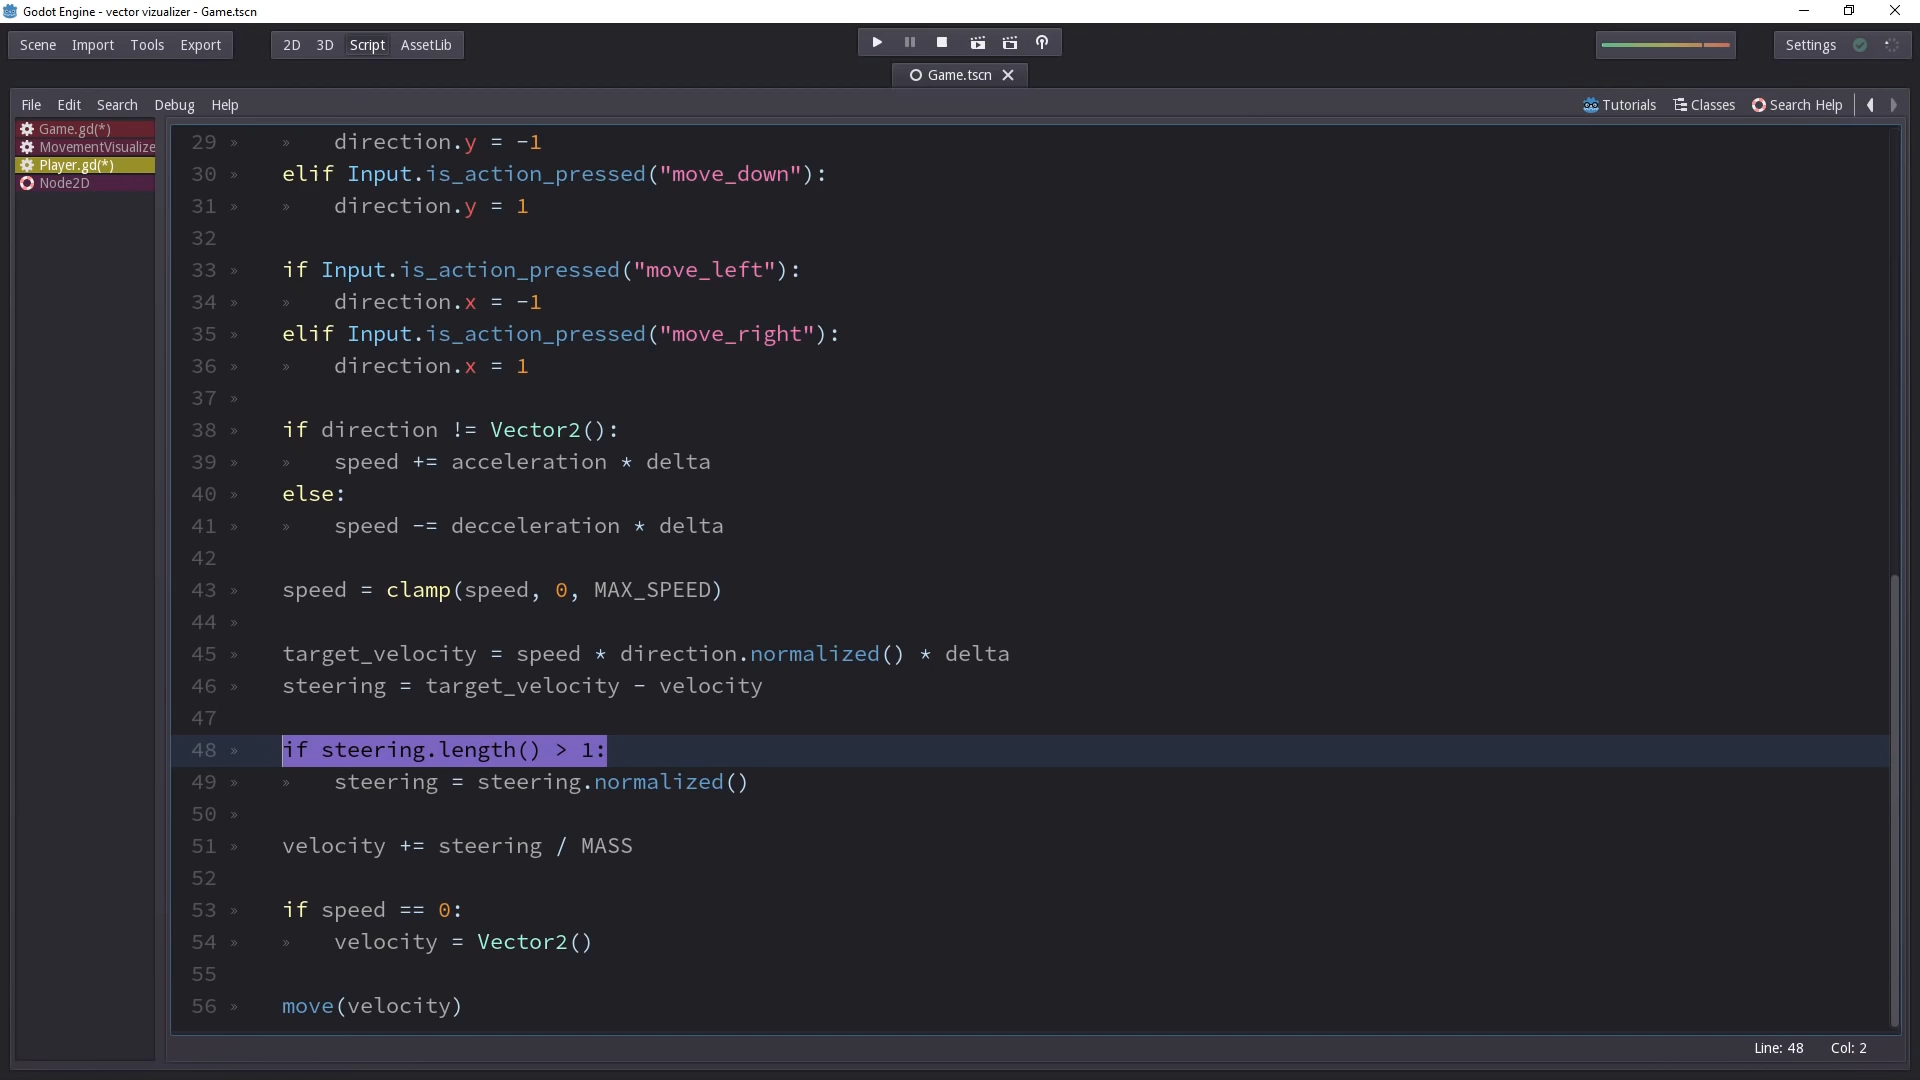 Godot Engine - vector vizualizer - Game.tscn
Scene Import Tools Export 2D 3D Script AssetLib Settings
Game.tscn
File Edit Search Debug Help Tutorials Classes Search Help
Game.gd(*)
MovementVisualize
Player.gd(*)
Node2D
29 direction.y = -1
30 elif Input.is_action_pressed("move_down"):
31 direction.y = 1
32
33 if Input.is_action_pressed("move_left"):
34 direction.x = -1
35 elif Input.is_action_pressed("move_right"):
36 direction.x = 1
37
38 if direction != Vector2():
39 speed += acceleration * delta
40 else:
41 speed -= decceleration * delta
42
43 speed = clamp(speed, 0, MAX_SPEED)
44
45 target_velocity = speed * direction.normalized() * delta
46 steering = target_velocity - velocity
47
48 if steering.length() > 1:
49 steering = steering.normalized()
50
51 velocity += steering / MASS
52
53 if speed == 0:
54 velocity = Vector2()
55
56 move(velocity)
Line: 48 Col: 2